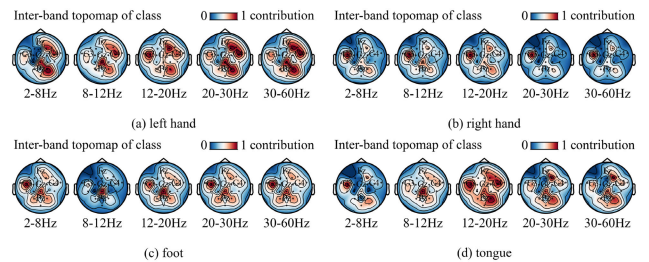 Inter-band topomap of class 0 1 contribution
2-8Hz 8-12Hz 12-20Hz 20-30Hz 30-60Hz
(a) left hand
Inter-band topomap of class 0 1 contribution
2-8Hz 8-12Hz 12-20Hz 20-30Hz 30-60Hz
(b) right hand
Inter-band topomap of class 0 1 contribution
2-8Hz 8-12Hz 12-20Hz 20-30Hz 30-60Hz
(c) foot
Inter-band topomap of class 0 1 contribution
2-8Hz 8-12Hz 12-20Hz 20-30Hz 30-60Hz
(d) tongue